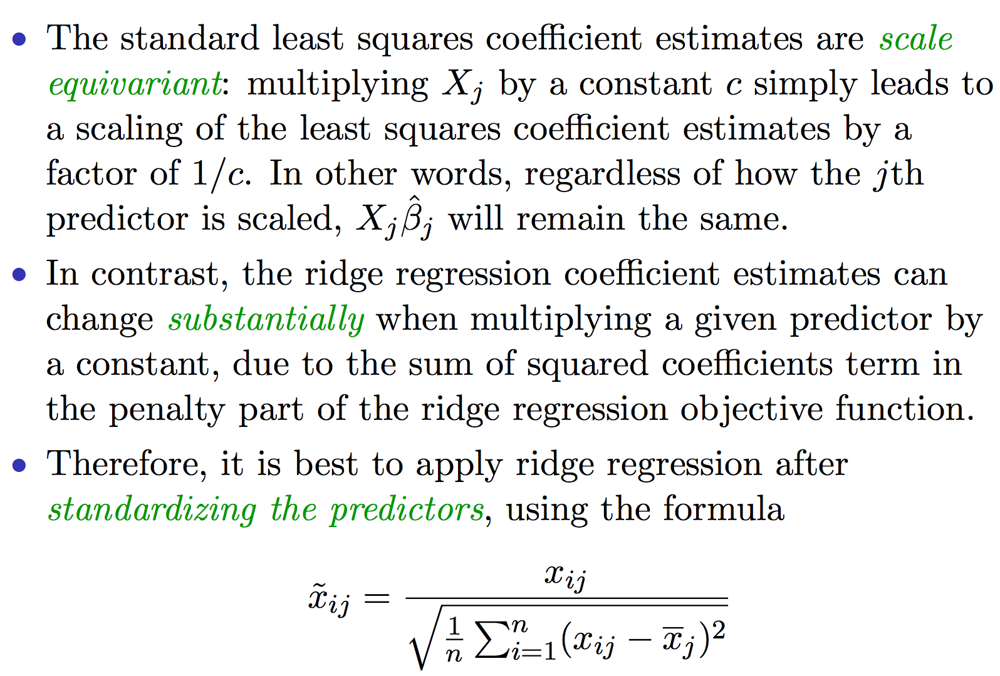 • The standard least squares coefficient estimates are scale
equivariant: multiplying $X_j$ by a constant $c$ simply leads to
a scaling of the least squares coefficient estimates by a
factor of $1/c$. In other words, regardless of how the $j$th
predictor is scaled, $X_j\hat{\beta}_j$ will remain the same.
• In contrast, the ridge regression coefficient estimates can
change substantially when multiplying a given predictor by
a constant, due to the sum of squared coefficients term in
the penalty part of the ridge regression objective function.
• Therefore, it is best to apply ridge regression after
standardizing the predictors, using the formula
$\tilde{x}_{ij} = \frac{x_{ij}}{\sqrt{\frac{1}{n}\sum_{i=1}^{n}(x_{ij} - \overline{x}_j)^2}}$